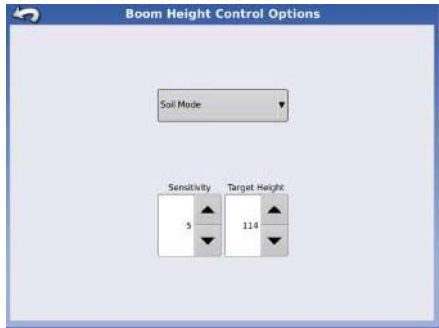 Boom Height Control Options
Soil Mode
Sensitivity Target Height
5 114